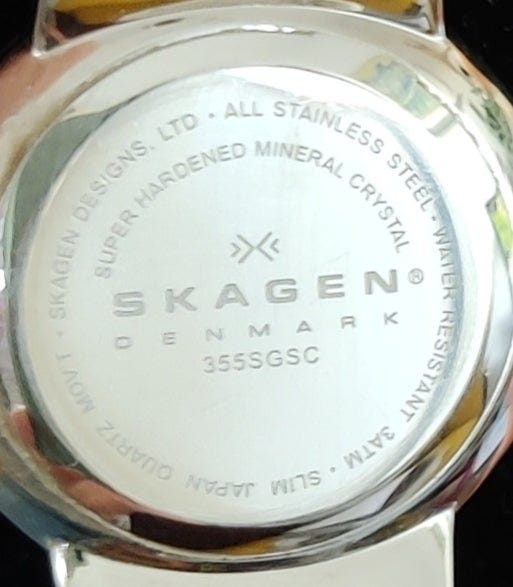 SKAGEN DESIGNS, LTD · ALL STAINLESS STEEL · WATER RESISTANT 3ATM · SLIM JAPAN QUARTZ MOV'T ·
SUPER HARDENED MINERAL CRYSTAL
SKAGEN®
DENMARK
355SGSC